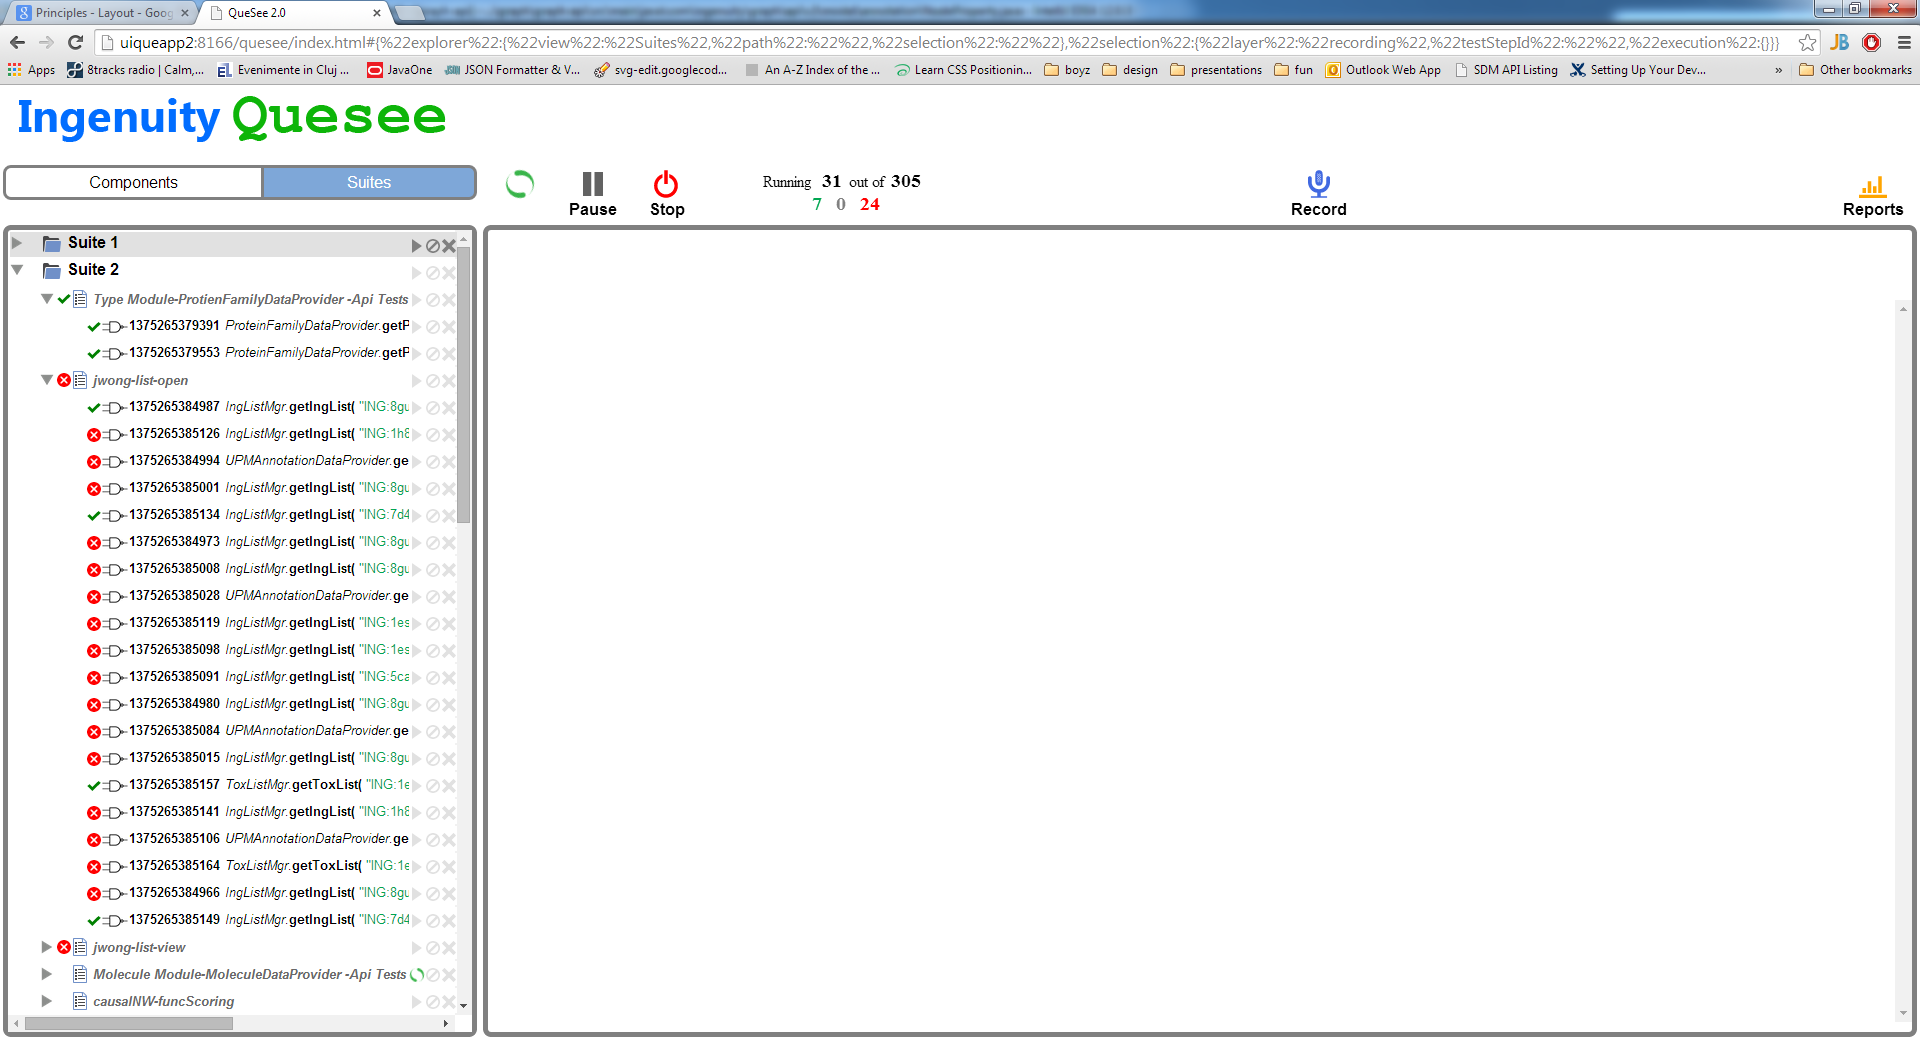 Principles - Layout - Goog
QueSee 2.0
uiqueapp2:8166/quesee/index.html#{%22explorer%22:{%22view%22:%22Suites%22,%22path%22:%22%22,%22selection%22:%22%22},%22selection%22:{%22layer%22:%22recording%22,%22testStepId%22:%22%22,%22execution%22:{}}}
Apps 8tracks radio | Calm,... Evenimente in Cluj ... JavaOne JSON Formatter & V... svg-edit.googlecod... An A-Z Index of the ... Learn CSS Positionin... boyz design presentations fun Outlook Web App SDM API Listing Setting Up Your Dev... » Other bookmarks
Ingenuity Quesee
Components Suites
Pause Stop
Running 31 out of 305
7 0 24
Record
Reports
Suite 1
Suite 2
Type Module-ProtienFamilyDataProvider -Api Tests
1375265379391 ProteinFamilyDataProvider.getP
1375265379553 ProteinFamilyDataProvider.getP
jwong-list-open
1375265384987 IngListMgr.getIngList( "ING:8gu
1375265385126 IngListMgr.getIngList( "ING:1h8
1375265384994 UPMAnnotationDataProvider.ge
1375265385001 IngListMgr.getIngList( "ING:8gu
1375265385134 IngListMgr.getIngList( "ING:7d4
1375265384973 IngListMgr.getIngList( "ING:8gu
1375265385008 IngListMgr.getIngList( "ING:8gu
1375265385028 UPMAnnotationDataProvider.ge
1375265385119 IngListMgr.getIngList( "ING:1es
1375265385098 IngListMgr.getIngList( "ING:1es
1375265385091 IngListMgr.getIngList( "ING:5ca
1375265384980 IngListMgr.getIngList( "ING:8gu
1375265385084 UPMAnnotationDataProvider.ge
1375265385015 IngListMgr.getIngList( "ING:8gu
1375265385157 ToxListMgr.getToxList( "ING:1e
1375265385141 IngListMgr.getIngList( "ING:1h8
1375265385106 UPMAnnotationDataProvider.ge
1375265385164 ToxListMgr.getToxList( "ING:1e
1375265384966 IngListMgr.getIngList( "ING:8gu
1375265385149 IngListMgr.getIngList( "ING:7d4
jwong-list-view
Molecule Module-MoleculeDataProvider -Api Tests
causalNW-funcScoring